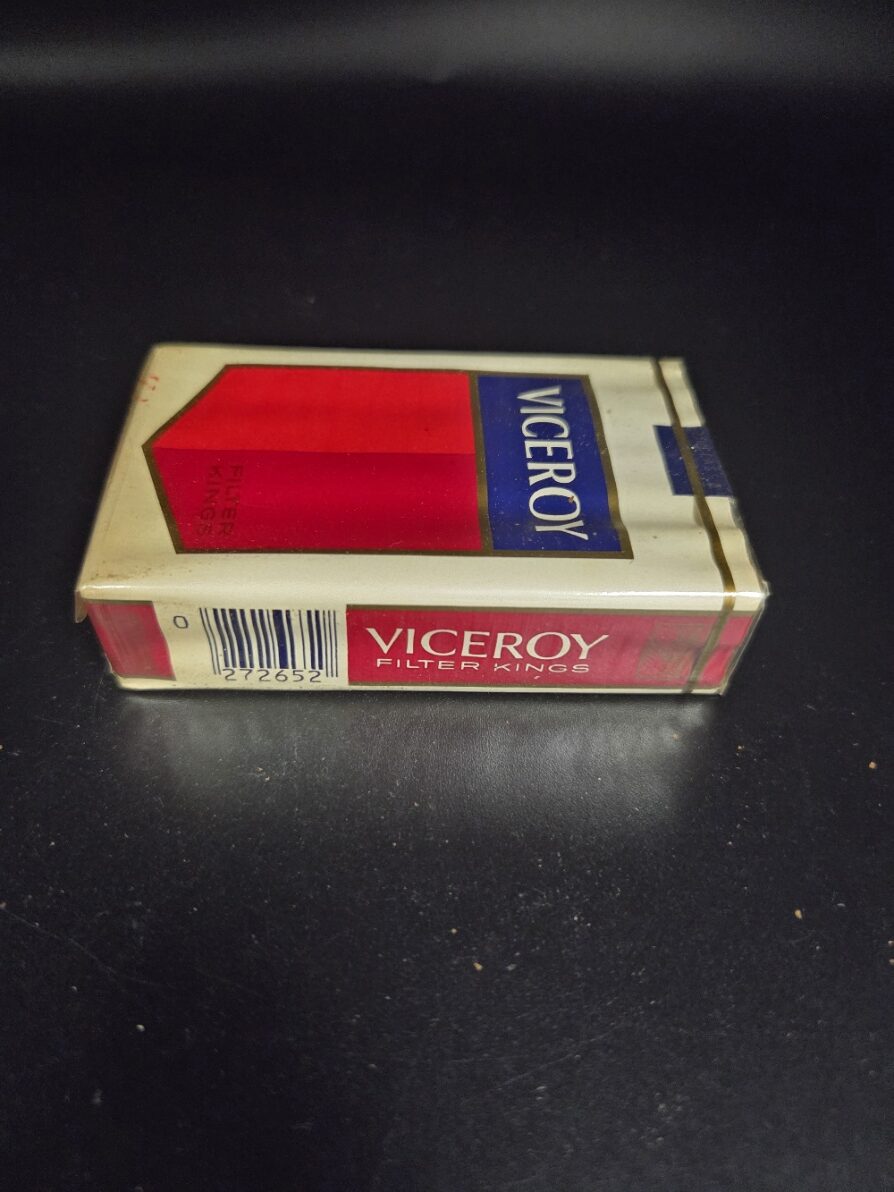 VICEROY
FILTER
KINGS
0
272652
VICEROY
FILTER KINGS